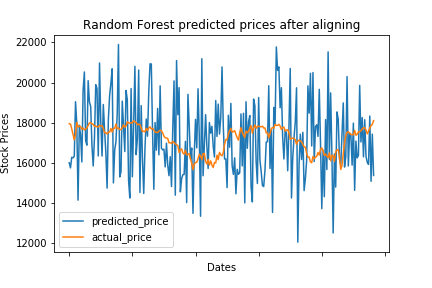 Random Forest predicted prices after aligning
22000
20000
18000
16000
14000
12000
Stock Prices
predicted_price
actual_price
Dates